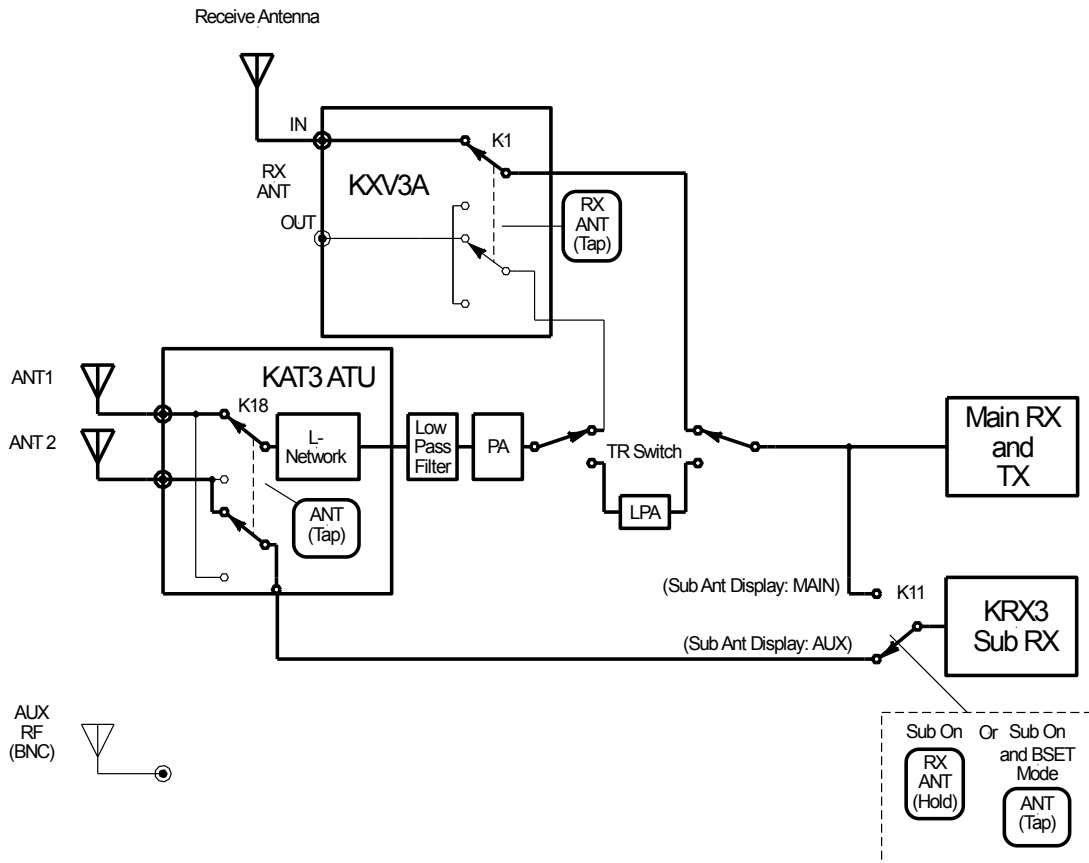 Receive Antenna
IN
K1
RX
ANT
KXV3A
OUT
RX
ANT
(Tap)
ANT1
KAT3 ATU
K18
ANT 2
L-
Network
Low
Pass
Filter
PA
TR Switch
LPA
Main RX
and
TX
ANT
(Tap)
(Sub Ant Display: MAIN)
K11
KRX3
Sub RX
(Sub Ant Display: AUX)
AUX
RF
(BNC)
Sub On
Or
Sub On
and BSET
Mode
RX
ANT
(Hold)
ANT
(Tap)